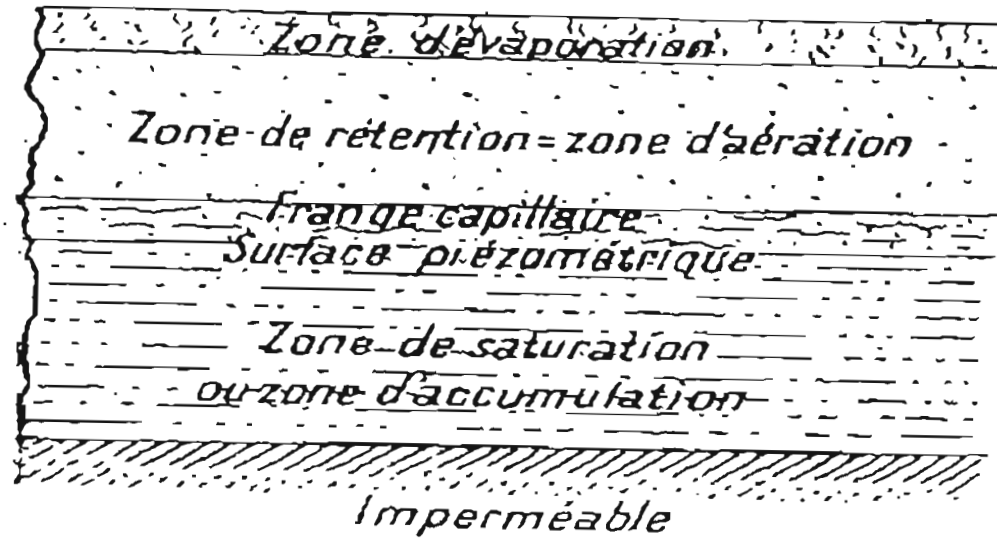 Zone d'évaporation
Zone de rétention = zone d'aération
Frange capillaire
Surface piézométrique
Zone de saturation
ou zone d'accumulation
Imperméable